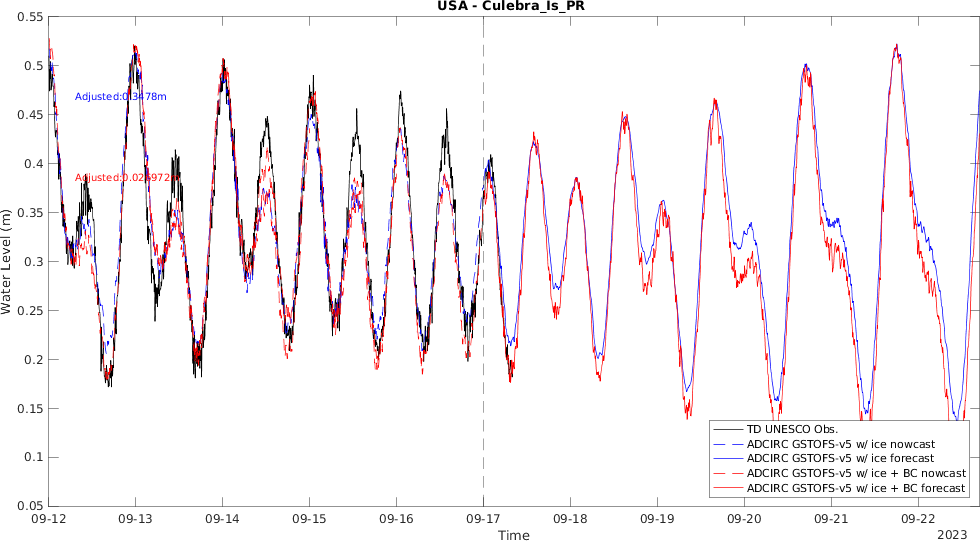 USA - Culebra_Is_PR
0.55
0.5
0.45
0.4
0.35
0.3
0.25
0.2
0.15
0.1
0.05
Water Level (m)
Adjusted:0.3478m
TD UNESCO Obs.
ADCIRC GSTOFS-v5 w/ ice nowcast
ADCIRC GSTOFS-v5 w/ ice forecast
ADCIRC GSTOFS-v5 w/ ice + BC nowcast
ADCIRC GSTOFS-v5 w/ ice + BC forecast
09-12 09-13 09-14 09-15 09-16 09-17 09-18 09-19 09-20 09-21 09-22
Time
2023